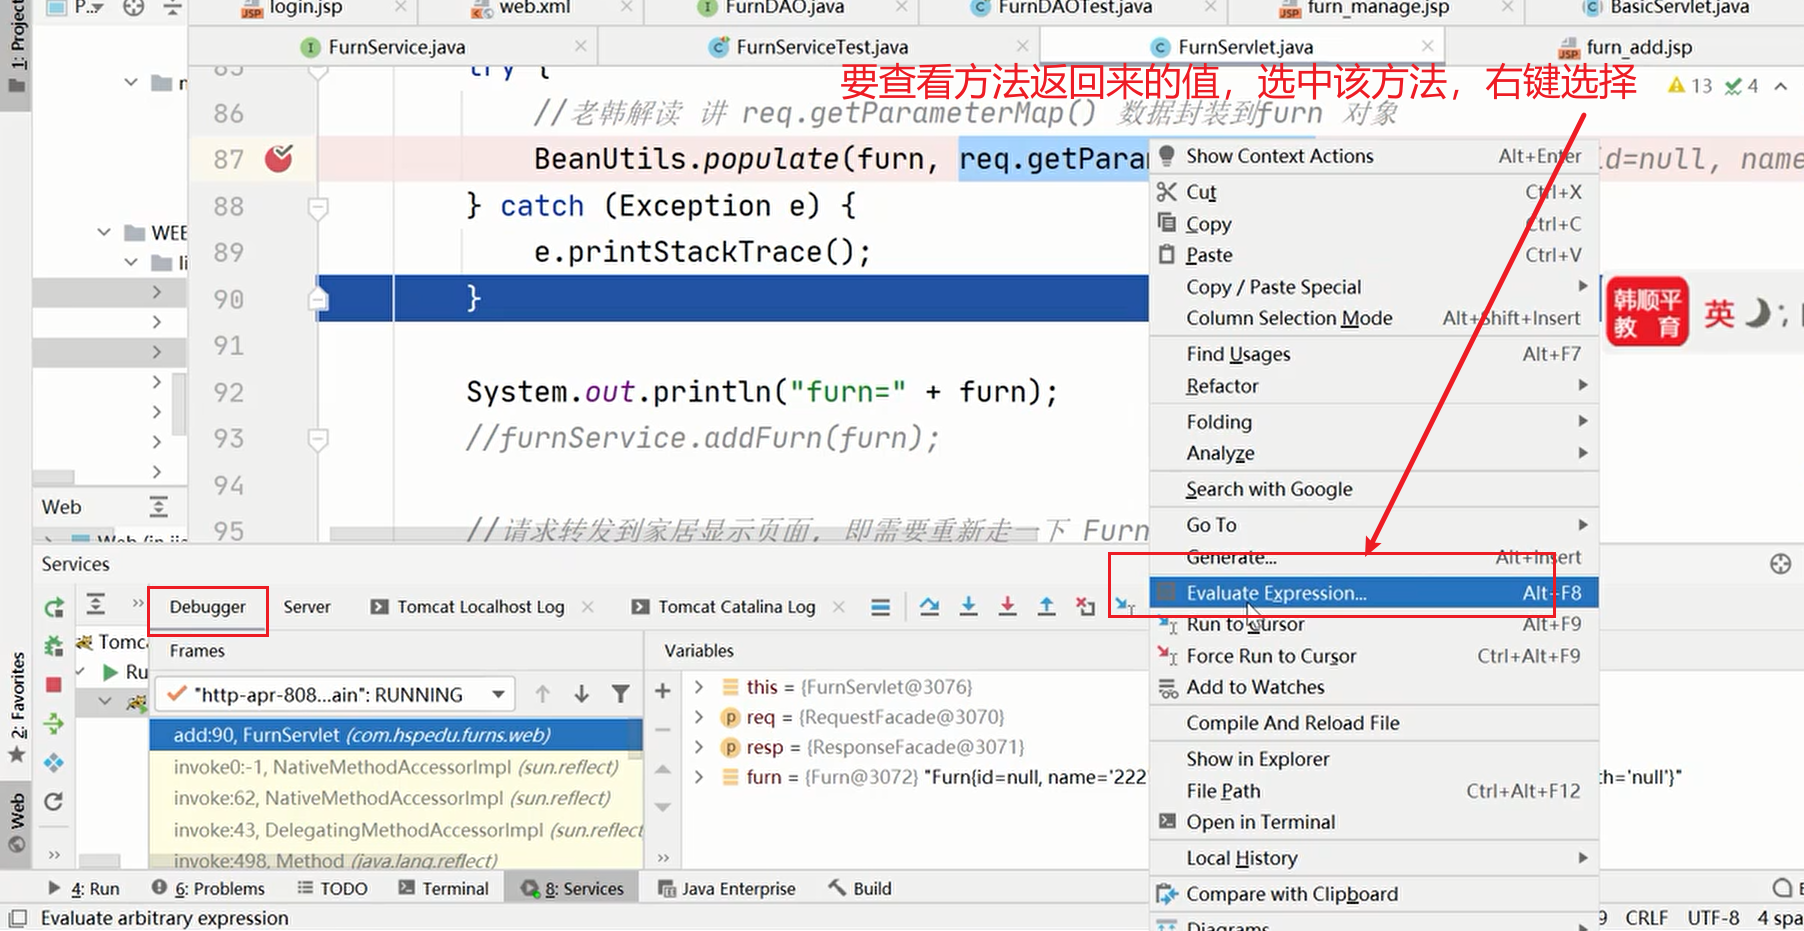 1: Project
P...
login.jsp
web.xml
FurnDAO.java
FurnDAOTest.java
furn_manage.jsp
BasicServlet.java
FurnService.java
FurnServiceTest.java
FurnServlet.java
furn_add.jsp
要查看方法返回来的值，选中该方法，右键选择
13
4
85
try {
86
//老韩解读 讲 req.getParameterMap() 数据封装到furn 对象
87
BeanUtils.populate(furn, req.getPara
id=null, name
88
} catch (Exception e) {
89
e.printStackTrace();
90
}
91
92
System.out.println("furn=" + furn);
93
//furnService.addFurn(furn);
94
95
//请求转发到家居显示页面, 即需要重新走一下 Furn
WEB
li
Web
Show Context Actions Alt+Enter
Cut Ctrl+X
Copy Ctrl+C
Paste Ctrl+V
Copy / Paste Special
Column Selection Mode Alt+Shift+Insert
Find Usages Alt+F7
Refactor
Folding
Analyze
Search with Google
Go To
Generate... Alt+Insert
Evaluate Expression... Alt+F8
Run to Cursor Alt+F9
Force Run to Cursor Ctrl+Alt+F9
Add to Watches
Compile And Reload File
Show in Explorer
File Path Ctrl+Alt+F12
Open in Terminal
Local History
Compare with Clipboard
Diagrams
韩顺平
教 育
英
Services
Debugger
Server
Tomcat Localhost Log
Tomcat Catalina Log
Tomc
Ru
Frames
Variables
"http-apr-808...ain": RUNNING
add:90, FurnServlet (com.hspedu.furns.web)
invoke0:-1, NativeMethodAccessorImpl (sun.reflect)
invoke:62, NativeMethodAccessorImpl (sun.reflect)
invoke:43, DelegatingMethodAccessorImpl (sun.reflect
invoke:498, Method (java.lang.reflect)
this = {FurnServlet@3076}
req = {RequestFacade@3070}
resp = {ResponseFacade@3071}
furn = {Furn@3072} "Furn{id=null, name='222'
th='null'}"
2: Favorites
Web
4: Run
6: Problems
TODO
Terminal
8: Services
Java Enterprise
Build
Evaluate arbitrary expression
CRLF
UTF-8
4 spa